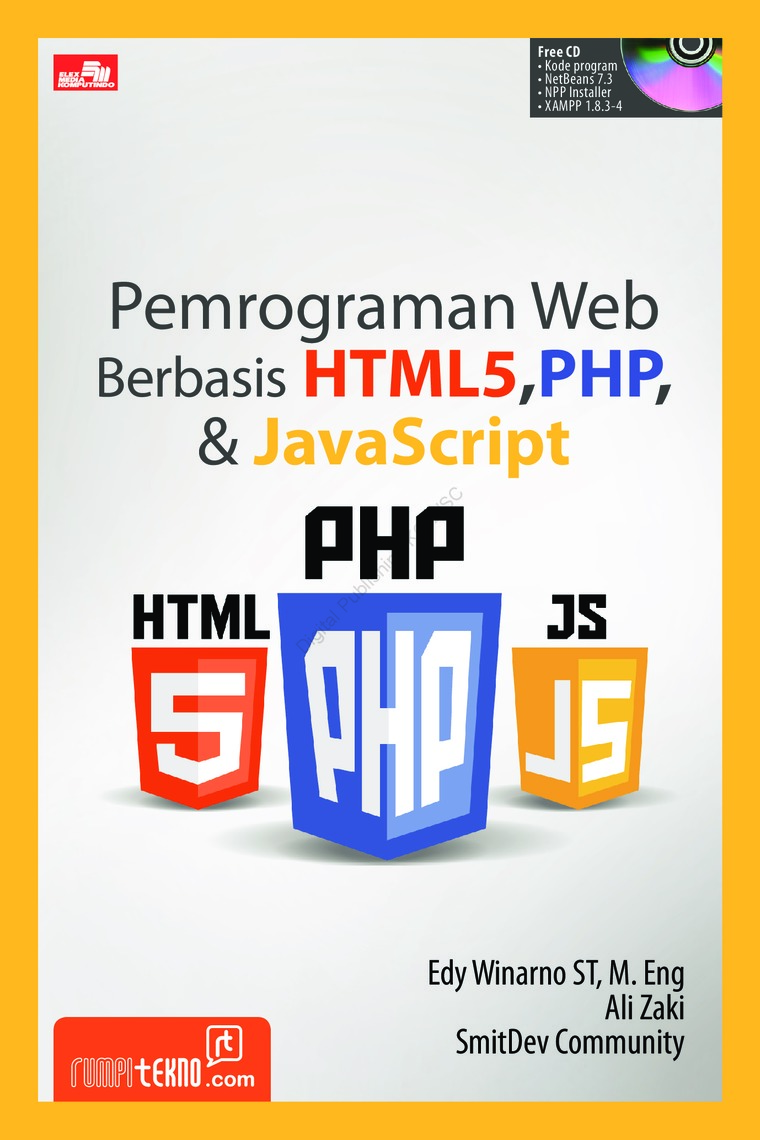 ELEX
MEDIA
KOMPUTINDO
Free CD
• Kode program
• NetBeans 7.3
• NPP Installer
• XAMPP 1.8.3-4
Pemrograman Web
Berbasis HTML5, PHP,
& JavaScript
PHP
HTML
JS
5
PHP
JS
Edy Winarno ST, M. Eng
Ali Zaki
SmitDev Community
rt
rumpitekno.com